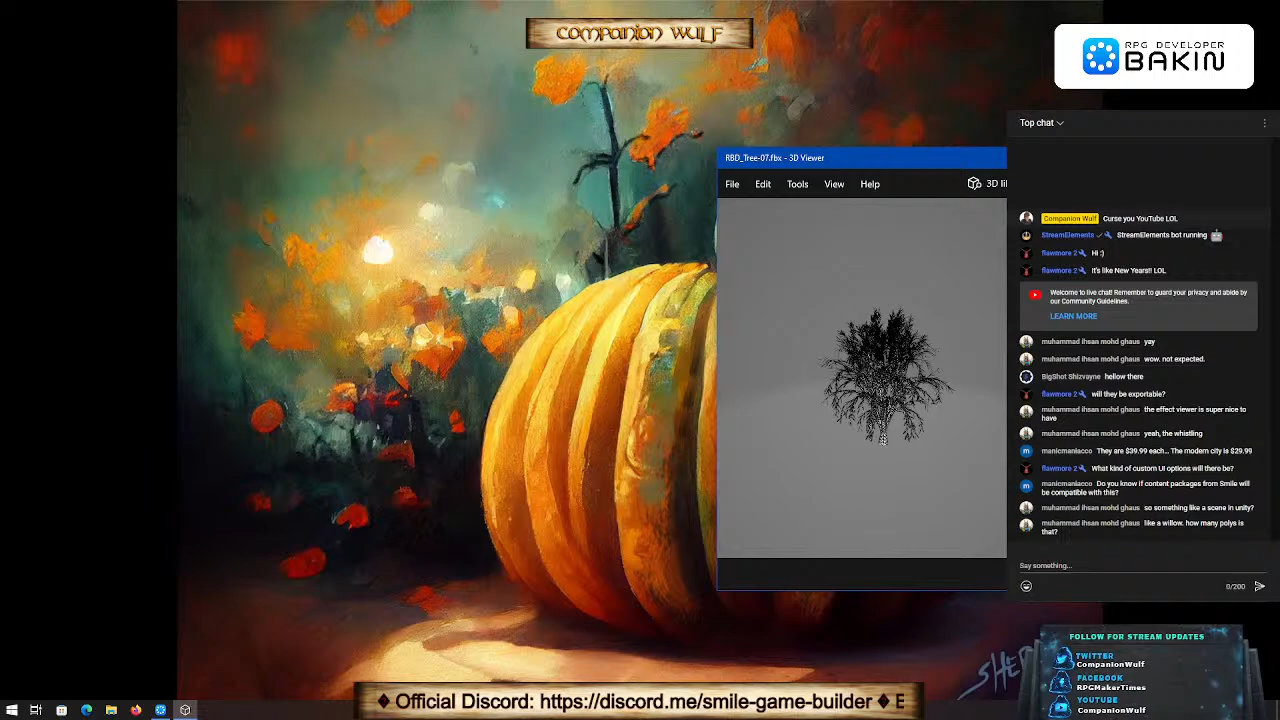 COMPANION WULF
RPG DEVELOPER
BAKIN
Top chat
RBD_Tree-07.fbx - 3D Viewer
File Edit Tools View Help
3D li
Companion Wulf Curse you YouTube LOL
StreamElements StreamElements bot running
flawmore 2 Hi :)
flawmore 2 It's like New Years!! LOL
Welcome to live chat! Remember to guard your privacy and abide by
our Community Guidelines.
LEARN MORE
muhammad ihsan mohd ghaus yay
muhammad ihsan mohd ghaus wow. not expected.
BigShot Shizvayne hellow there
flawmore 2 will they be exportable?
muhammad ihsan mohd ghaus the effect viewer is super nice to
have
muhammad ihsan mohd ghaus yeah, the whistling
manicmaniacco They are $39.99 each... The modern city is $29.99
flawmore 2 What kind of custom UI options will there be?
manicmaniacco Do you know if content packages from Smile will
be compatible with this?
muhammad ihsan mohd ghaus so something like a scene in unity?
muhammad ihsan mohd ghaus like a willow. how many polys is
that?
Say something...
0/200
FOLLOW FOR STREAM UPDATES
TWITTER
CompanionWulf
FACEBOOK
RPGMakerTimes
YOUTUBE
CompanionWulf
SHER
♦ Official Discord: https://discord.me/smile-game-builder ♦ E